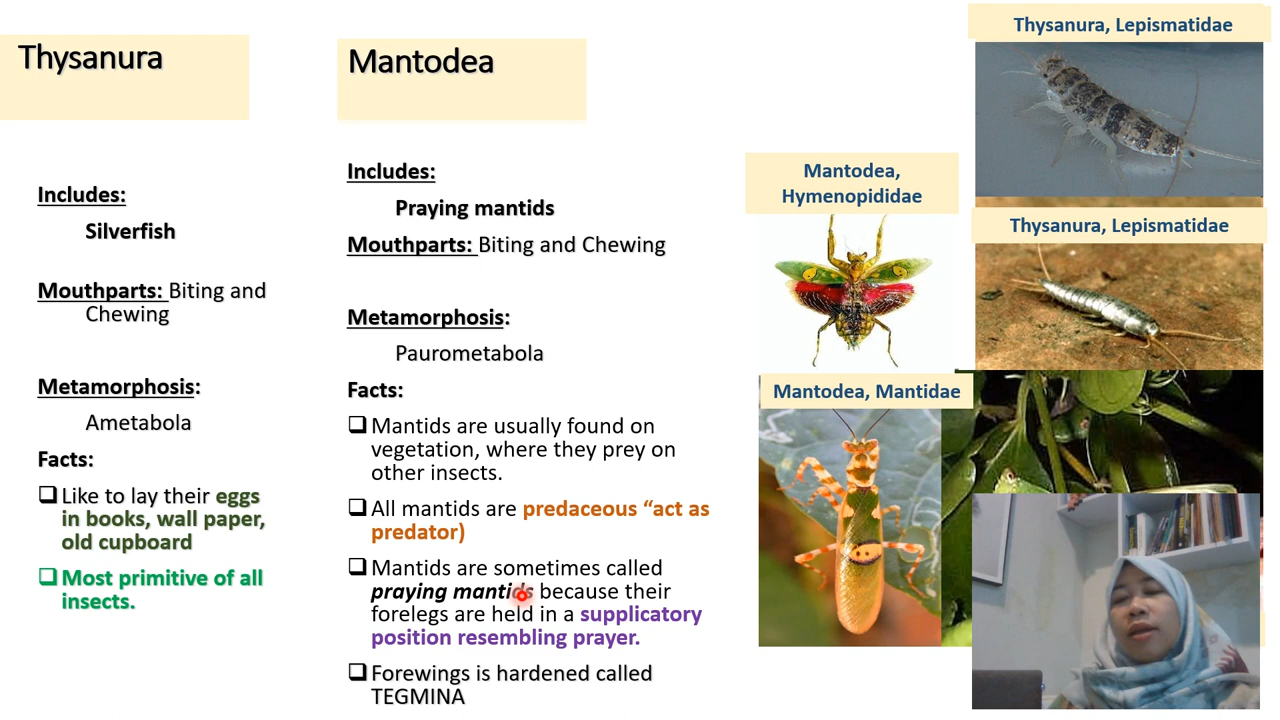 Thysanura
Includes:
Silverfish
Mouthparts: Biting and
Chewing
Metamorphosis:
Ametabola
Facts:
Like to lay their eggs
in books, wall paper,
old cupboard
Most primitive of all
insects.
Mantodea
Includes:
Praying mantids
Mouthparts: Biting and Chewing
Metamorphosis:
Paurometabola
Facts:
Mantids are usually found on
vegetation, where they prey on
other insects.
All mantids are predaceous “act as
predator)
Mantids are sometimes called
praying mantids because their
forelegs are held in a supplicatory
position resembling prayer.
Forewings is hardened called
TEGMINA
Mantodea,
Hymenopididae
Mantodea, Mantidae
Thysanura, Lepismatidae
Thysanura, Lepismatidae